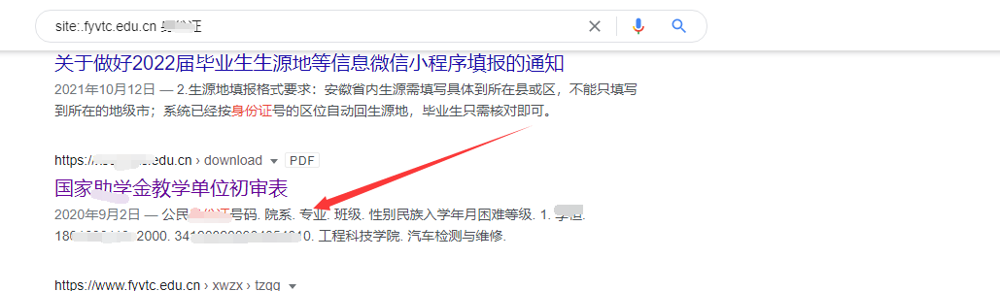 site:.fyvtc.edu.cn 证
关于做好2022届毕业生生源地等信息微信小程序填报的通知
2021年10月12日 — 2.生源地填报格式要求：安徽省内生源需填写具体到所在县或区，不能只填写
到所在的地级市；系统已经按身份证号的区位自动回生源地，毕业生只需核对即可。
https:// .edu.cn › download PDF
国家助学金教学单位初审表
2020年9月2日 — 公民 号码. 院系. 专业. 班级. 性别民族入学年月困难等级. 1.
2000. 工程科技学院. 汽车检测与维修.
https://www.fyvtc.edu.cn › xwzx › tzgg